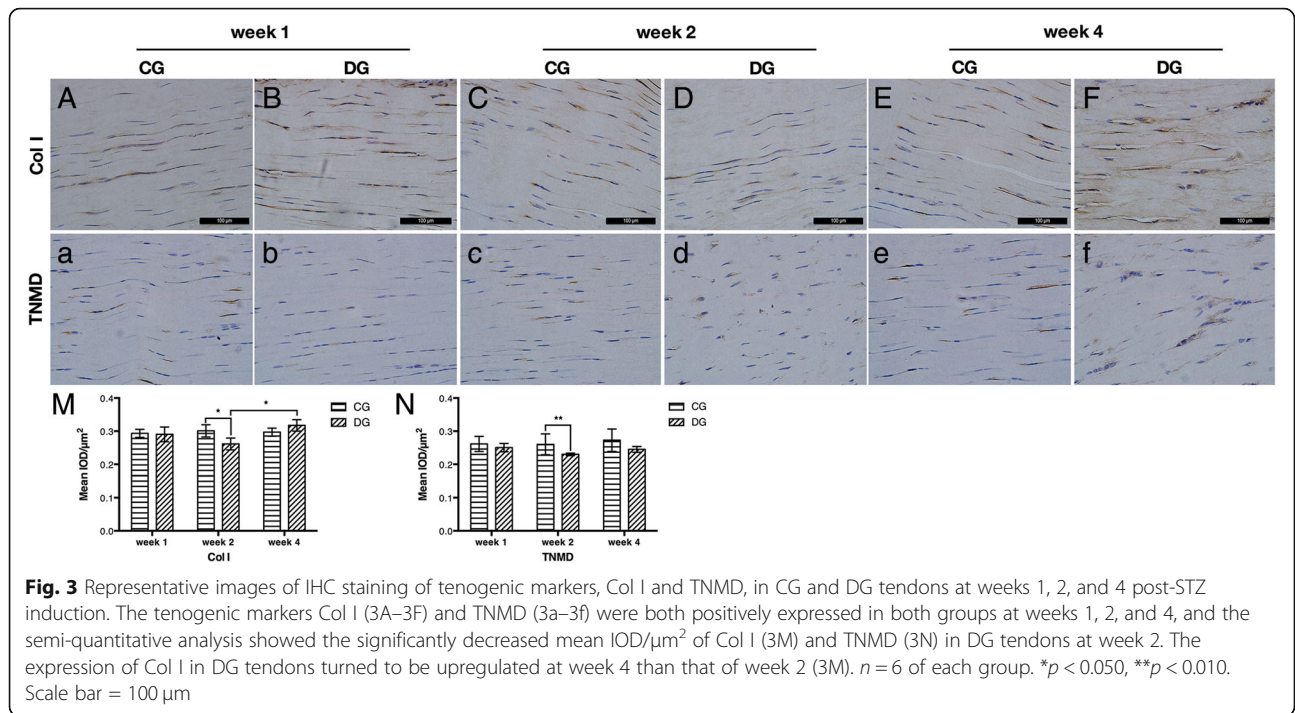 week 1 week 2 week 4
CG DG CG DG CG DG
Col I
A B C D E F
100 μm 100 μm 100 μm 100 μm 100 μm 100 μm
TNMD
a b c d e f
M
Mean IOD/μm²
0.4
0.3
0.2
0.1
0.0
* *
CG
DG
week 1 week 2 week 4
Col I
N
Mean IOD/μm²
0.4
0.3
0.2
0.1
0.0
**
CG
DG
week 1 week 2 week 4
TNMD
Fig. 3 Representative images of IHC staining of tenogenic markers, Col I and TNMD, in CG and DG tendons at weeks 1, 2, and 4 post-STZ
induction. The tenogenic markers Col I (3A–3F) and TNMD (3a–3f) were both positively expressed in both groups at weeks 1, 2, and 4, and the
semi-quantitative analysis showed the significantly decreased mean IOD/μm² of Col I (3M) and TNMD (3N) in DG tendons at week 2. The
expression of Col I in DG tendons turned to be upregulated at week 4 than that of week 2 (3M). n = 6 of each group. *p < 0.050, **p < 0.010.
Scale bar = 100 μm